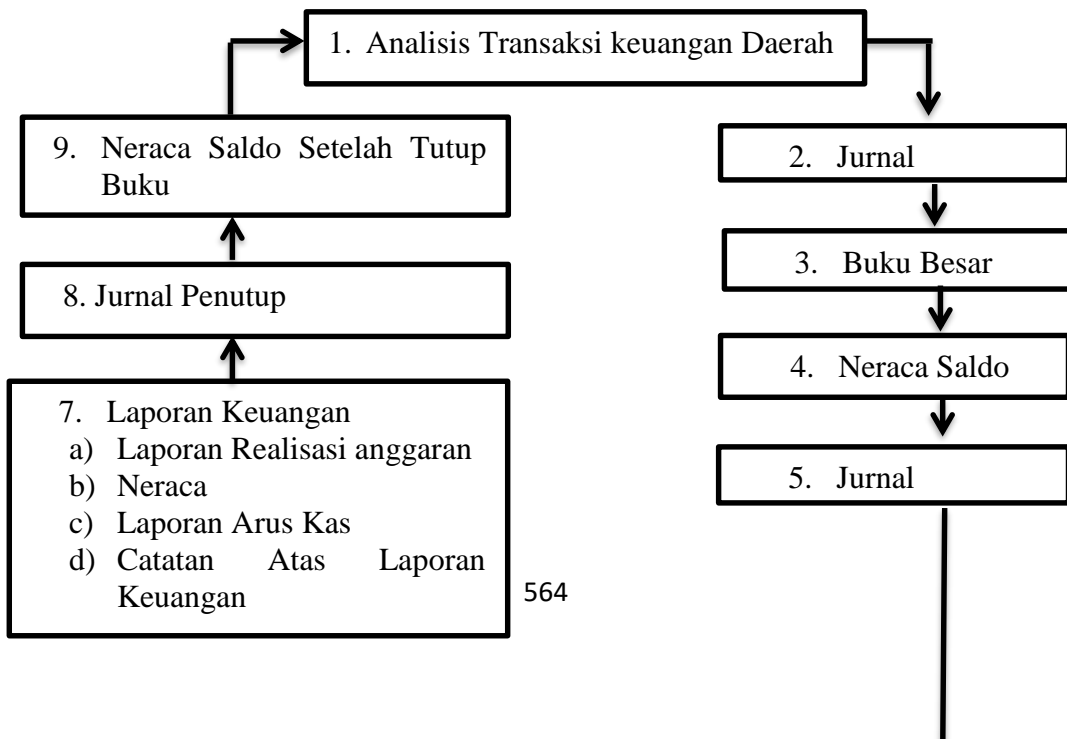 1. Analisis Transaksi keuangan Daerah
2. Jurnal
3. Buku Besar
4. Neraca Saldo
5. Jurnal
9. Neraca Saldo Setelah Tutup
Buku
8. Jurnal Penutup
7. Laporan Keuangan
a) Laporan Realisasi anggaran
b) Neraca
c) Laporan Arus Kas
d) Catatan Atas Laporan
Keuangan
564